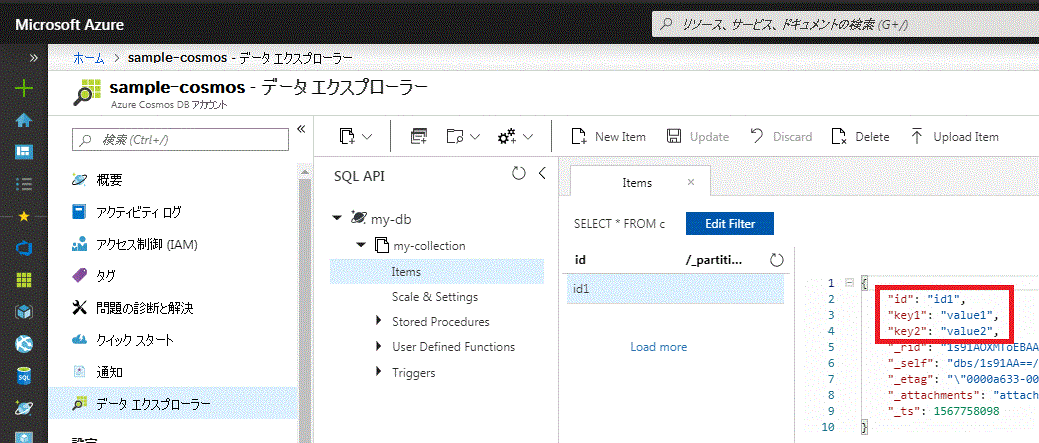 Microsoft Azure
リソース、サービス、ドキュメントの検索 (G+/)
ホーム > sample-cosmos - データ エクスプローラー
sample-cosmos - データ エクスプローラー
Azure Cosmos DB アカウント
検索 (Ctrl+/)
概要
アクティビティ ログ
アクセス制御 (IAM)
タグ
問題の診断と解決
クイック スタート
通知
データ エクスプローラー
New Item
Update
Discard
Delete
Upload Item
SQL API
my-db
my-collection
Items
Scale & Settings
Stored Procedures
User Defined Functions
Triggers
Items
SELECT * FROM c
Edit Filter
id /_partiti...
id1
Load more
1 {
2 "id": "id1",
3 "key1": "value1",
4 "key2": "value2",
5 "_rid": "1s91AOXMToEBAA
6 "_self": "dbs/1s91AA==/
7 "_etag": "\"0000a633-00
8 "_attachments": "attach
9 "_ts": 1567758098
10 }
SQL